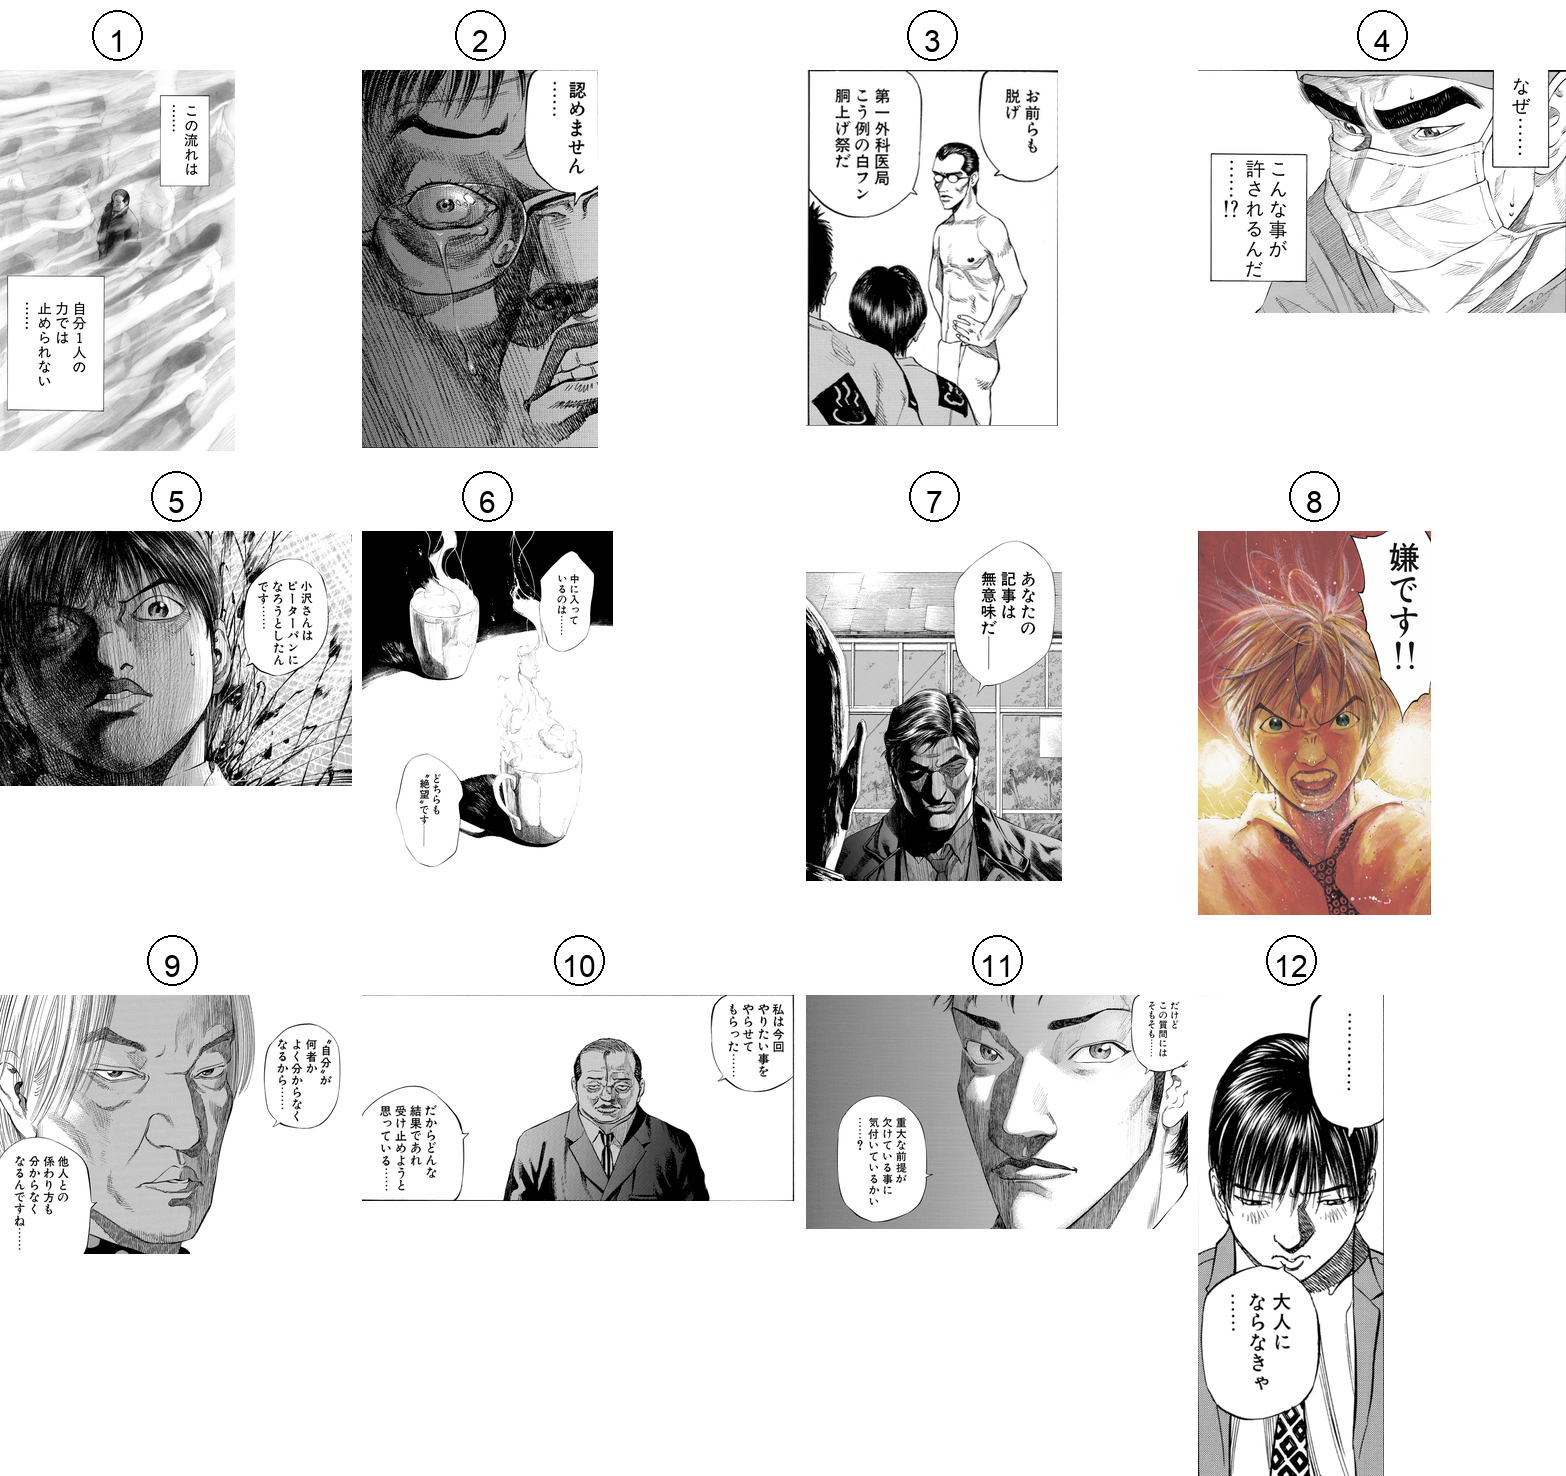 1
この流れは
……
自分1人の
力では
止められない
……
2
認めません
……
3
お前らも
脱げ
第一外科医局
こう例の白フン
胴上げ祭だ
4
なぜ……
こんな事が
許されるんだ
……!?
5
小沢さんは
ピーターパンに
なろうとしたん
です……
6
中に入って
いるのは……
どちらも
〝絶望〟です――
7
あなたの
記事は
無意味だ――
8
嫌です!!
9
〝自分〟が
何者か
よく分からなく
なるから……
他人との
係わり方も
分からなく
なるんですね……
10
私は今回
やりたい事を
やらせて
もらった……
だからどんな
結果であれ
受け止めようと
思っている……
11
だけど
この質問には
そもそも……
重大な前提が
欠けている事に
気付いているかい
……?
12
…………
大人に
ならなきゃ
……